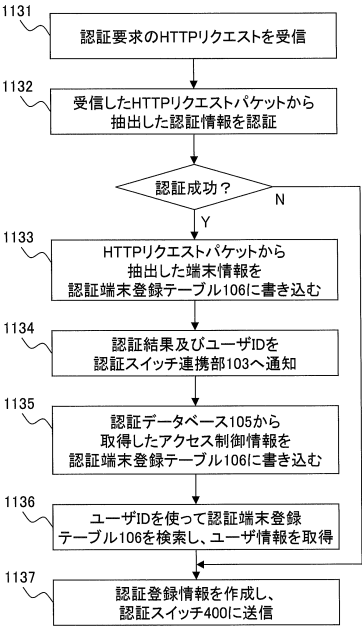 1131
認証要求のHTTPリクエストを受信
1132
受信したHTTPリクエストパケットから
抽出した認証情報を認証
認証成功？
N
Y
1133
HTTPリクエストパケットから
抽出した端末情報を
認証端末登録テーブル106に書き込む
1134
認証結果及びユーザIDを
認証スイッチ連携部103へ通知
1135
認証データベース105から
取得したアクセス制御情報を
認証端末登録テーブル106に書き込む
1136
ユーザIDを使って認証端末登録
テーブル106を検索し、ユーザ情報を取得
1137
認証登録情報を作成し、
認証スイッチ400に送信